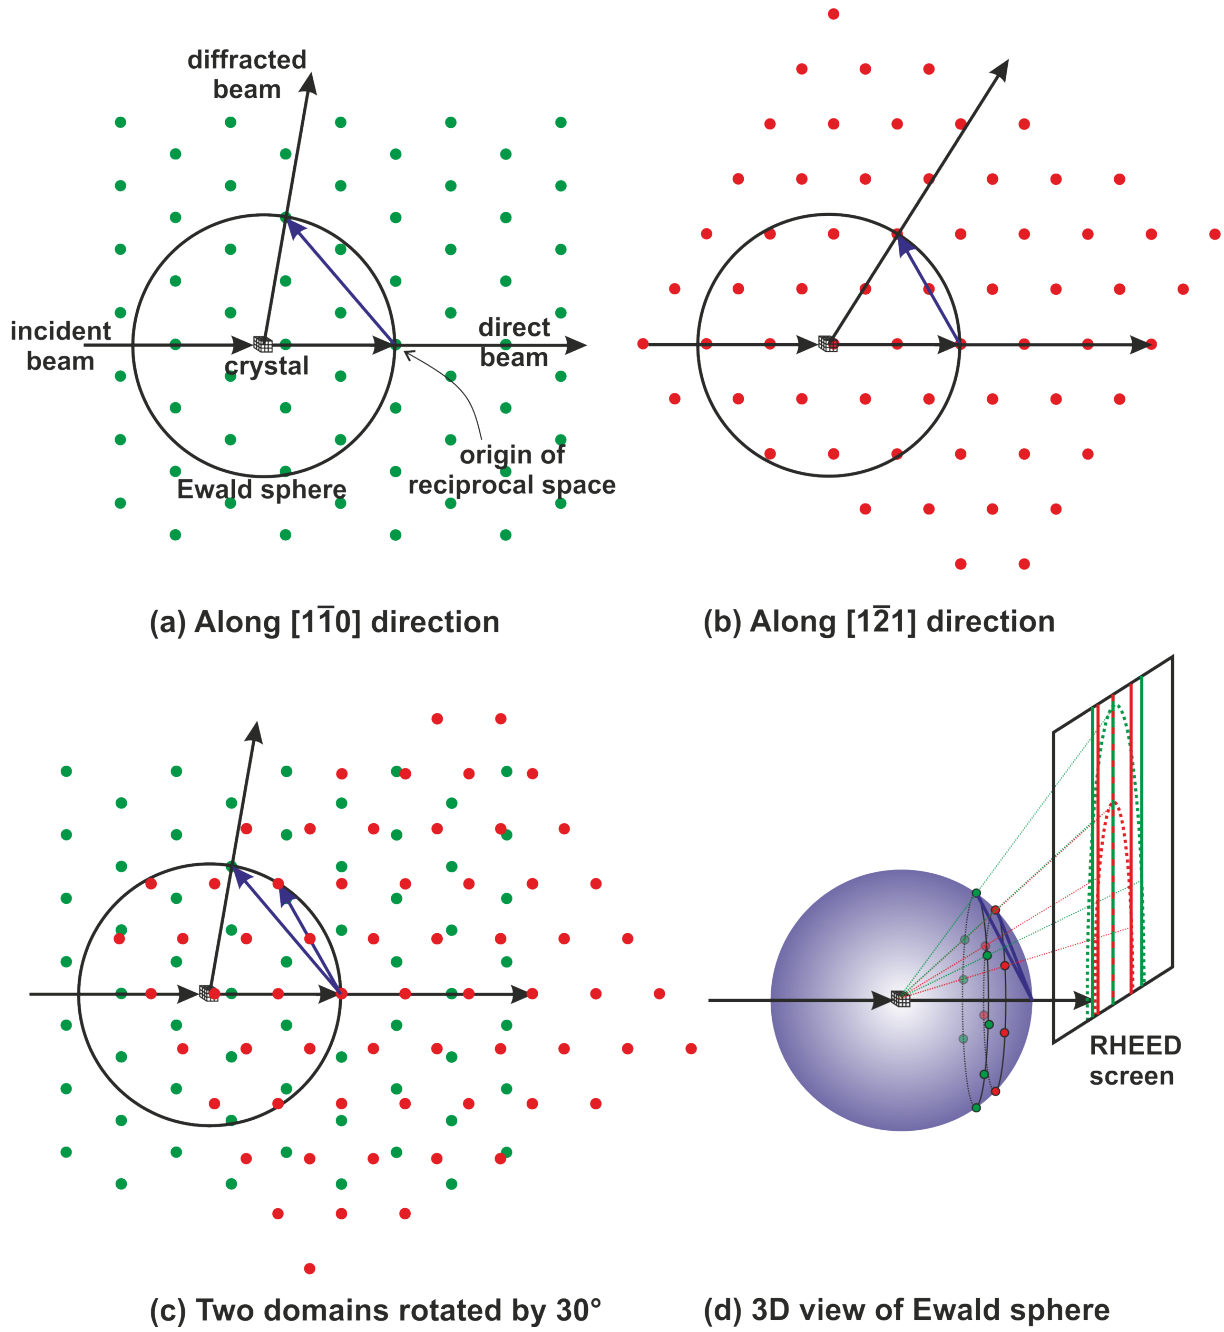 diffracted
beam
incident
beam
crystal
direct
beam
origin of
reciprocal space
Ewald sphere
(a) Along [11̅0] direction
(b) Along [12̅1] direction
RHEED
screen
(c) Two domains rotated by 30°
(d) 3D view of Ewald sphere